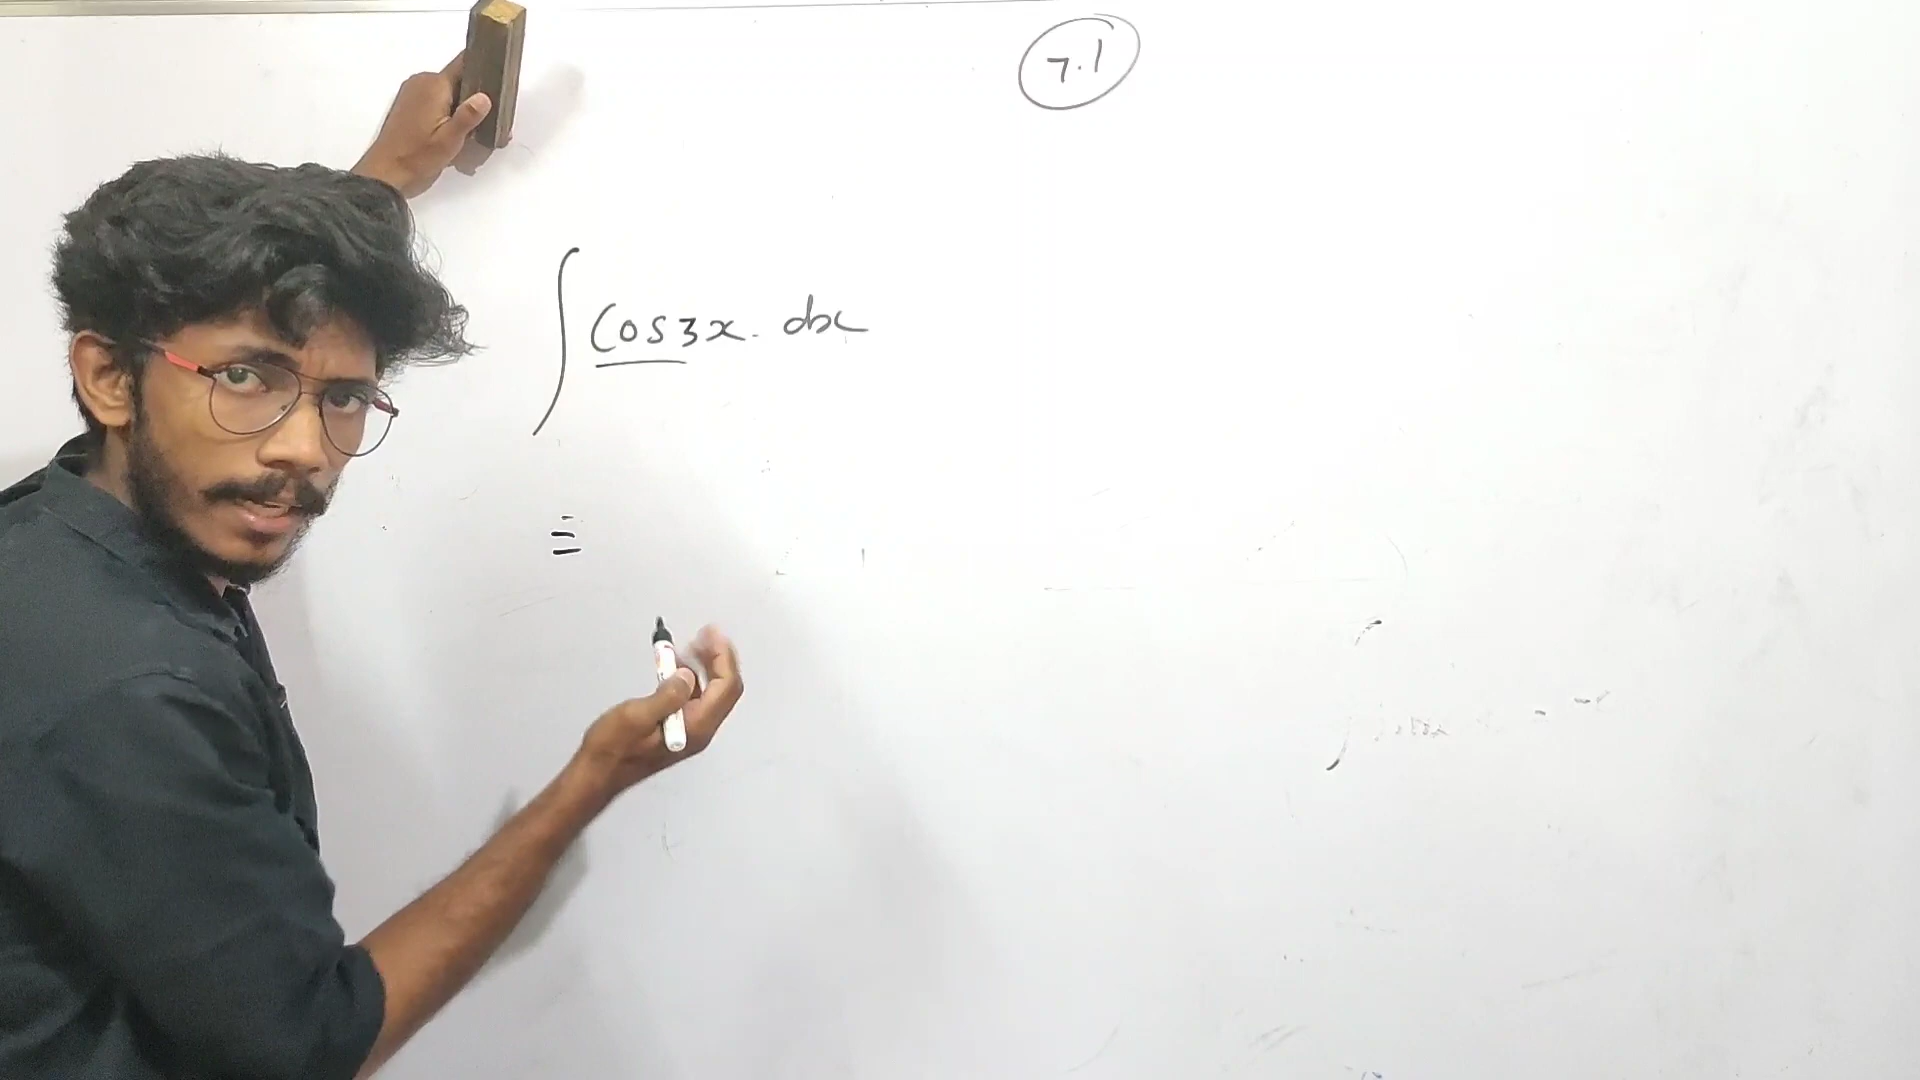 7.1
∫ cos3x. dx
=